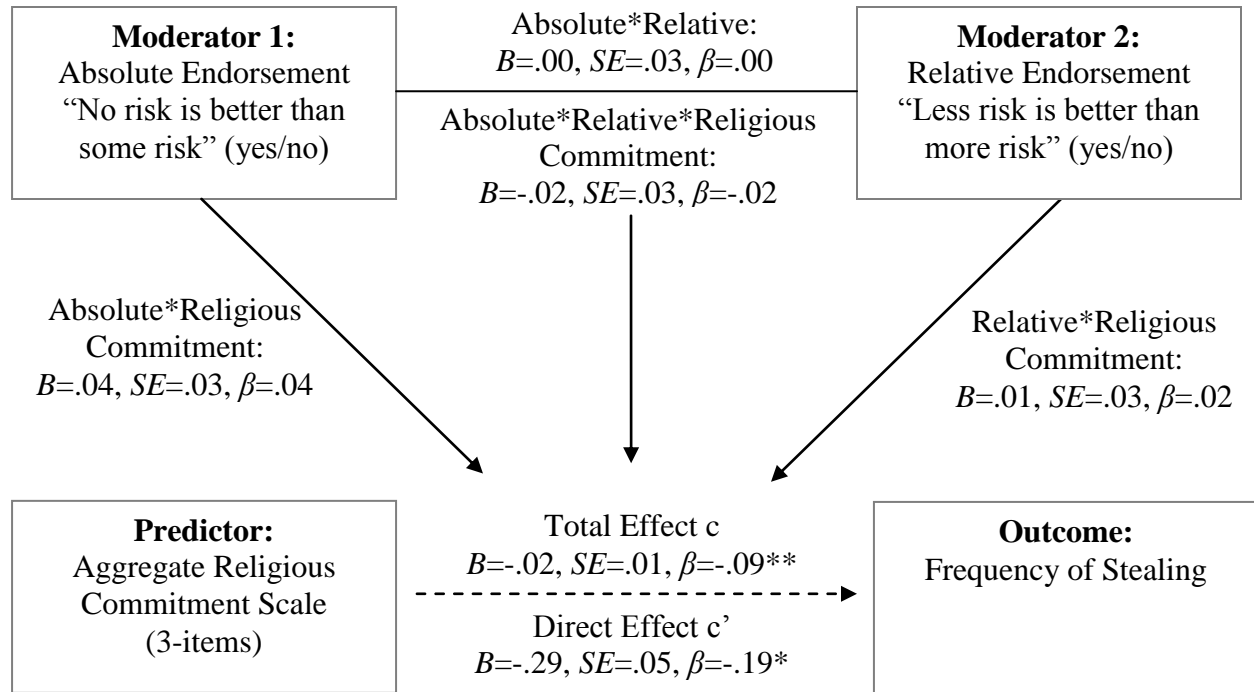 Moderator 1:
Absolute Endorsement
“No risk is better than
some risk” (yes/no)
Absolute*Relative:
B=.00, SE=.03, β=.00
Absolute*Relative*Religious
Commitment:
B=-.02, SE=.03, β=-.02
Moderator 2:
Relative Endorsement
“Less risk is better than
more risk” (yes/no)
Absolute*Religious
Commitment:
B=.04, SE=.03, β=.04
Relative*Religious
Commitment:
B=.01, SE=.03, β=.02
Predictor:
Aggregate Religious
Commitment Scale
(3-items)
Total Effect c
B=-.02, SE=.01, β=-.09**
Direct Effect c’
B=-.29, SE=.05, β=-.19*
Outcome:
Frequency of Stealing